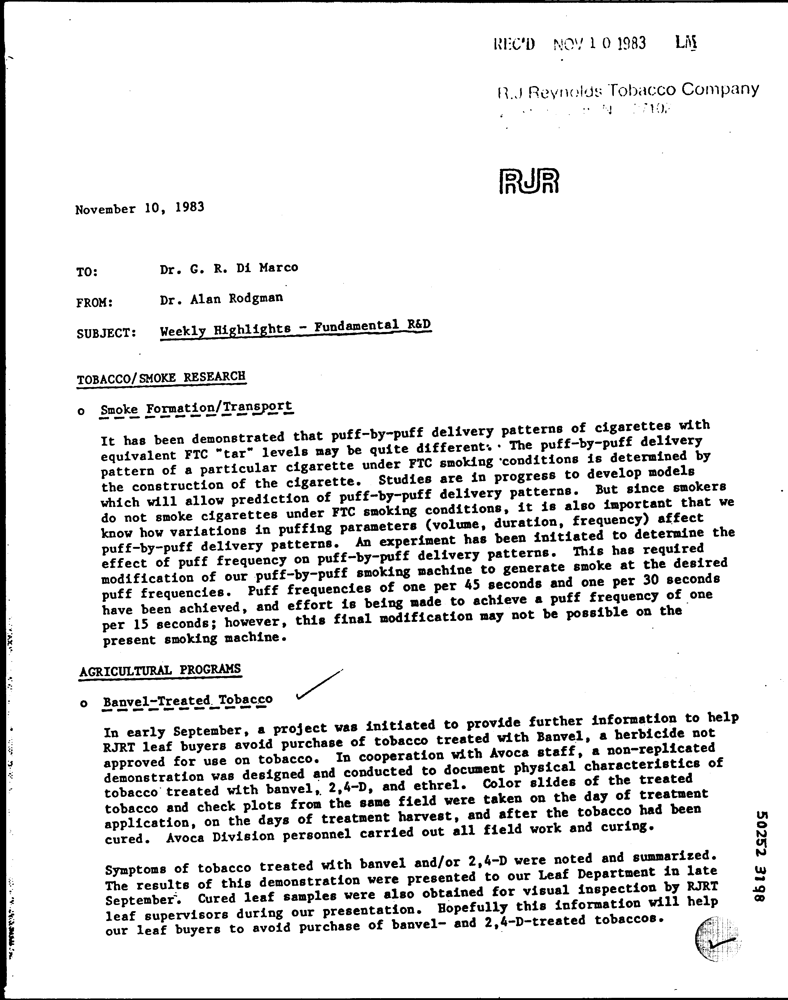 REC'D NOV 10 1983 LM
R.J. Reynolds Tobacco Company
RJR
November 10, 1983
TO: Dr. G. R. Di Marco
FROM: Dr. Alan Rodgman
SUBJECT: Weekly Highlights - Fundamental R&D
TOBACCO/SMOKE RESEARCH
o Smoke Formation/Transport
It has been demonstrated that puff-by-puff delivery patterns of cigarettes with
equivalent FTC "tar" levels may be quite different. The puff-by-puff delivery
pattern of a particular cigarette under FTC smoking conditions is determined by
the construction of the cigarette. Studies are in progress to develop models
which will allow prediction of puff-by-puff delivery patterns. But since smokers
do not smoke cigarettes under FTC smoking conditions, it is also important that we
know how variations in puffing parameters (volume, duration, frequency) affect
puff-by-puff delivery patterns. An experiment has been initiated to determine the
effect of puff frequency on puff-by-puff delivery patterns. This has required
modification of our puff-by-puff smoking machine to generate smoke at the desired
puff frequencies. Puff frequencies of one per 45 seconds and one per 30 seconds
have been achieved, and effort is being made to achieve a puff frequency of one
per 15 seconds; however, this final modification may not be possible on the
present smoking machine.
AGRICULTURAL PROGRAMS
o Banvel-Treated Tobacco
In early September, a project was initiated to provide further information to help
RJRT leaf buyers avoid purchase of tobacco treated with Banvel, a herbicide not
approved for use on tobacco. In cooperation with Avoca staff, a non-replicated
demonstration was designed and conducted to document physical characteristics of
tobacco treated with banvel, 2,4-D, and ethrel. Color slides of the treated
tobacco and check plots from the same field were taken on the day of treatment
application, on the days of treatment harvest, and after the tobacco had been
cured. Avoca Division personnel carried out all field work and curing.
Symptoms of tobacco treated with banvel and/or 2,4-D were noted and summarized.
The results of this demonstration were presented to our Leaf Department in late
September. Cured leaf samples were also obtained for visual inspection by RJRT
leaf supervisors during our presentation. Hopefully this information will help
our leaf buyers to avoid purchase of banvel- and 2,4-D-treated tobaccos.
50252 3198